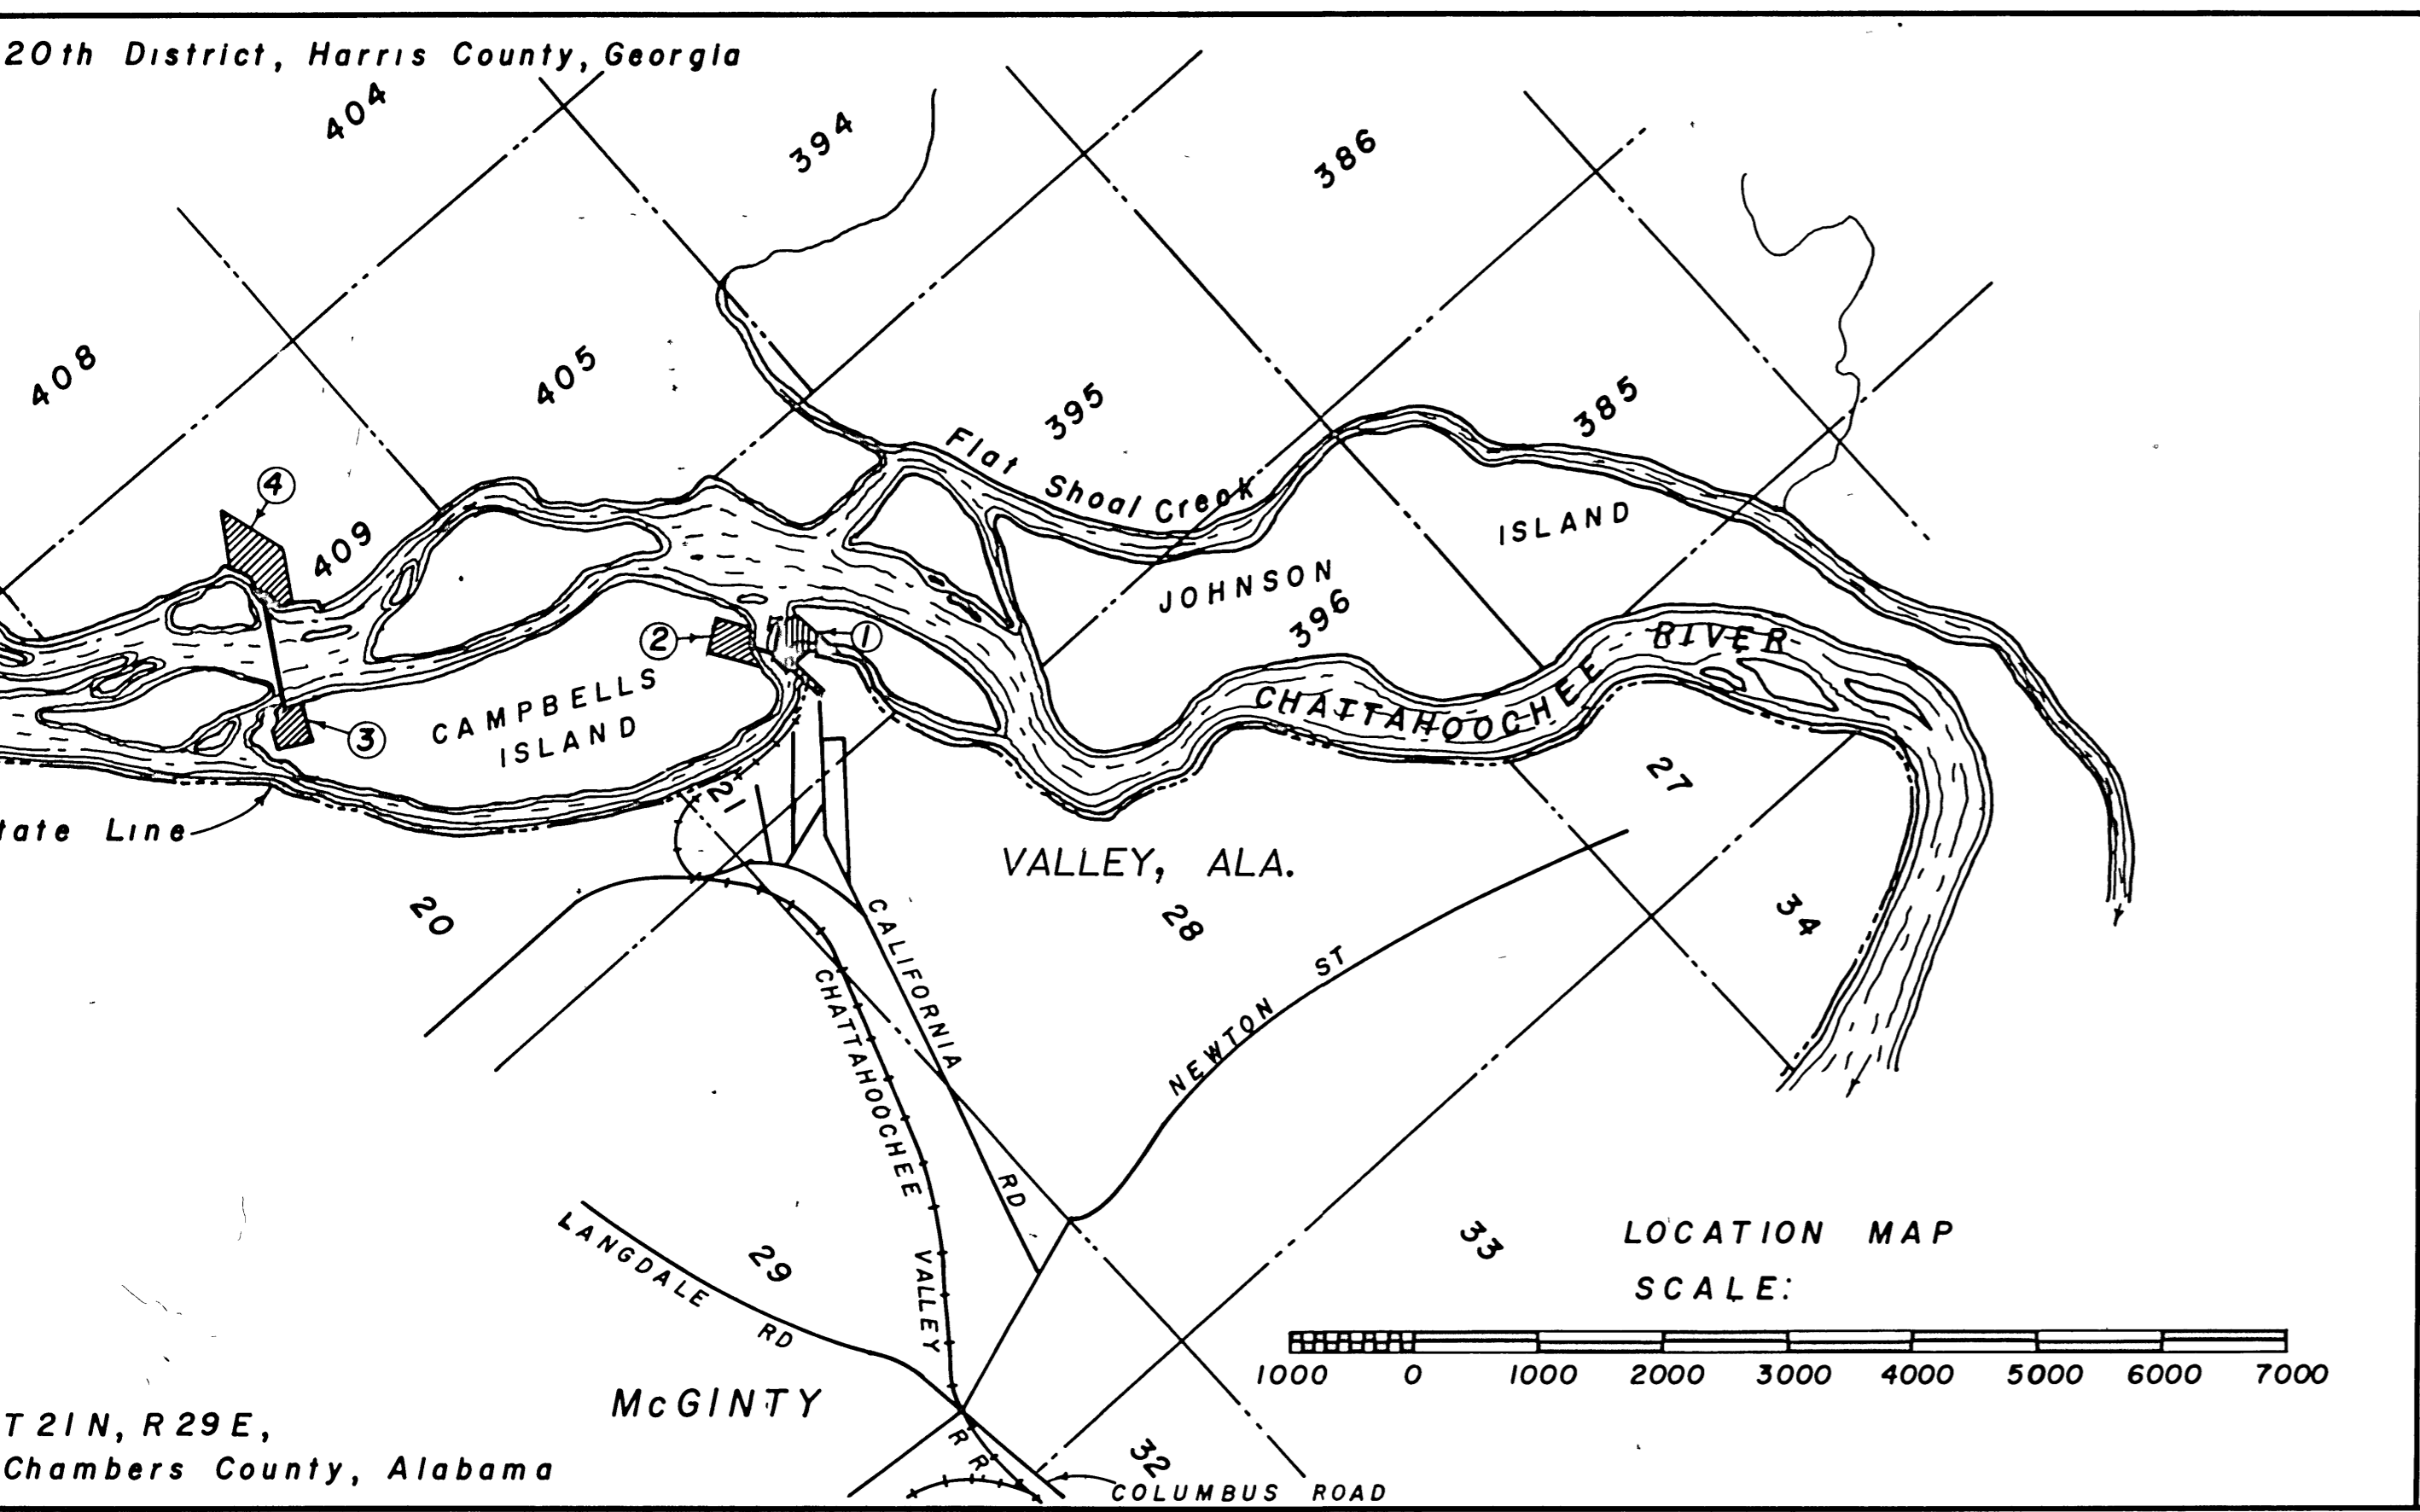 20th District, Harris County, Georgia
404
394
386
408
405
395
385
Flat Shoal Creek
4
409
ISLAND
JOHNSON
396
2
1
RIVER
CHATTAHOOCHEE
CAMPBELLS
ISLAND
3
27
21
tate Line
VALLEY, ALA.
20
28
34
CALIFORNIA RD
CHATTAHOOCHEE VALLEY R R
NEWTON ST
33
29
LANGDALE RD
LOCATION MAP
SCALE:
1000 0 1000 2000 3000 4000 5000 6000 7000
McGINTY
T 21 N, R 29 E,
Chambers County, Alabama
32
COLUMBUS ROAD